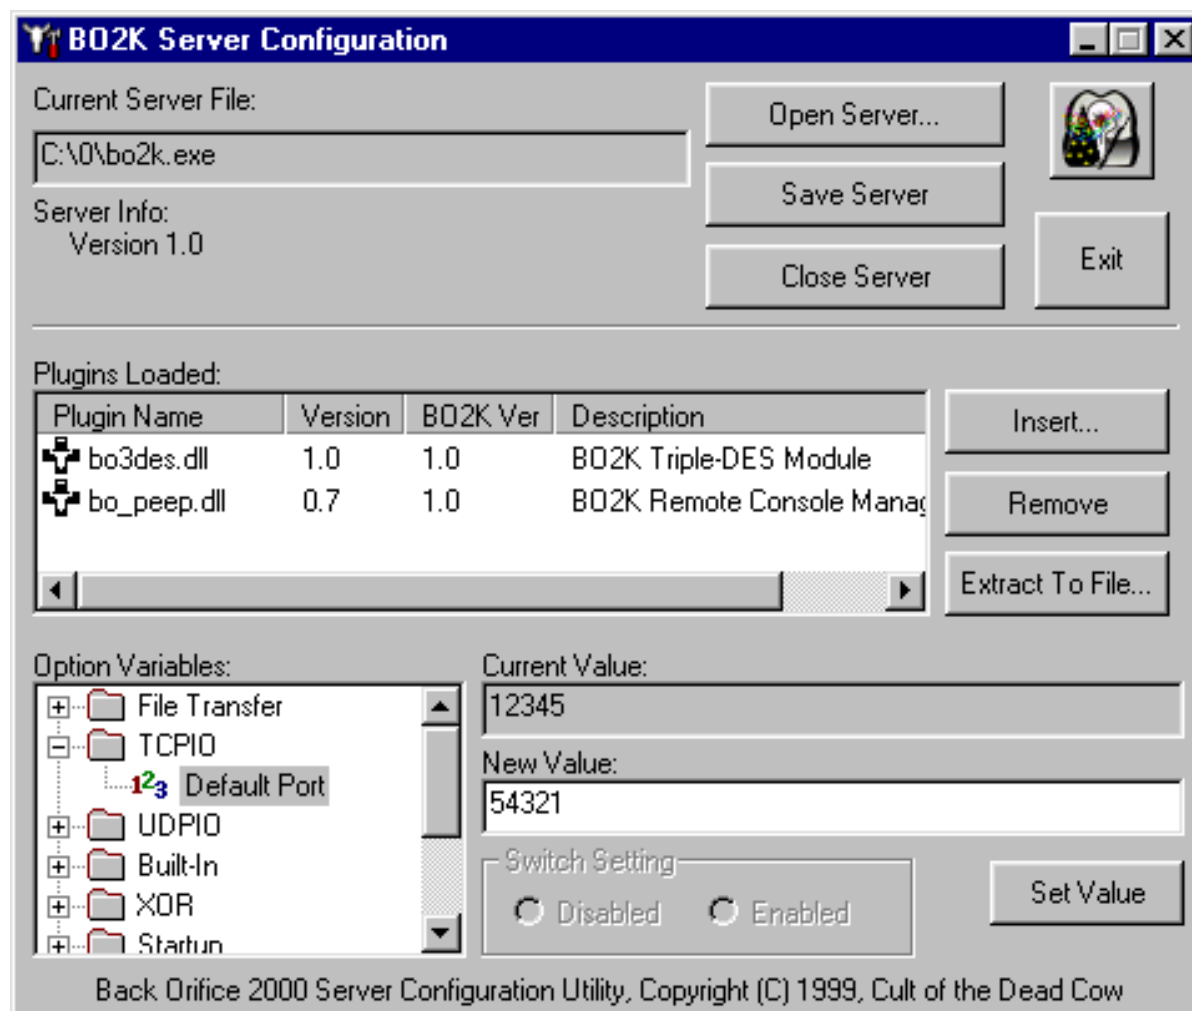 BO2K Server Configuration
Current Server File:
C:\0\bo2k.exe
Server Info:
Version 1.0
Open Server...
Save Server
Close Server
Exit
Plugins Loaded:
Plugin Name Version BO2K Ver Description
bo3des.dll 1.0 1.0 BO2K Triple-DES Module
bo_peep.dll 0.7 1.0 BO2K Remote Console Manag
Insert...
Remove
Extract To File...
Option Variables:
File Transfer
TCPIO
123 Default Port
UDPIO
Built-In
XOR
Startup
Current Value:
12345
New Value:
54321
Switch Setting
Disabled Enabled
Set Value
Back Orifice 2000 Server Configuration Utility, Copyright (C) 1999, Cult of the Dead Cow